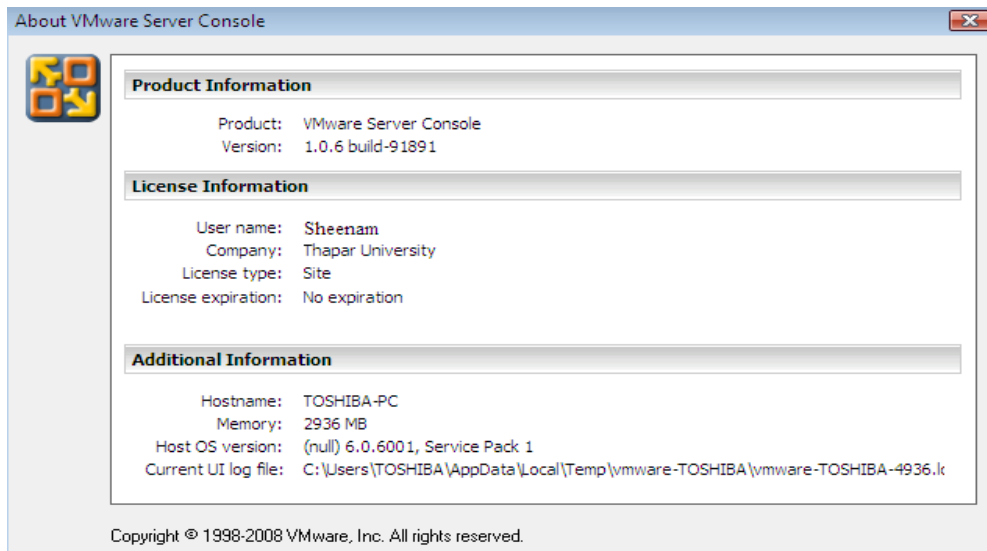 About VMware Server Console
Product Information
Product: VMware Server Console
Version: 1.0.6 build-91891
License Information
User name: Sheenam
Company: Thapar University
License type: Site
License expiration: No expiration
Additional Information
Hostname: TOSHIBA-PC
Memory: 2936 MB
Host OS version: (null) 6.0.6001, Service Pack 1
Current UI log file: C:\Users\TOSHIBA\AppData\Local\Temp\vmware-TOSHIBA\vmware-TOSHIBA-4936.lo
Copyright © 1998-2008 VMware, Inc. All rights reserved.